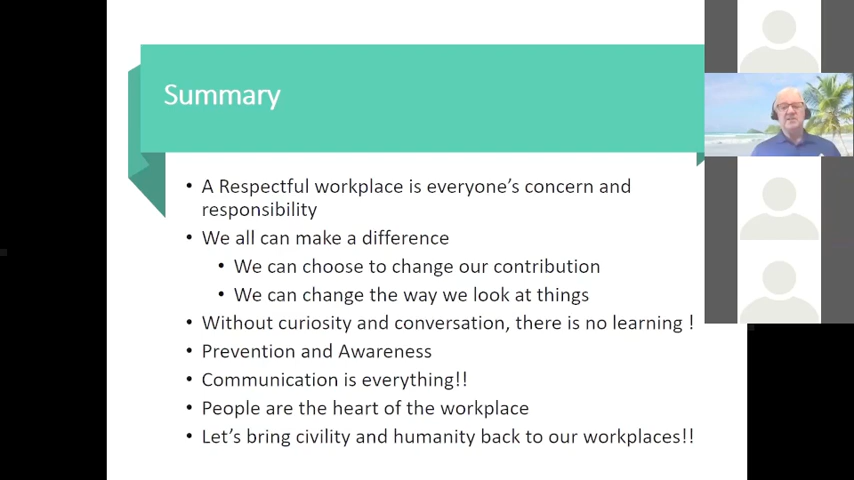 Summary
• A Respectful workplace is everyone's concern and
responsibility
• We all can make a difference
• We can choose to change our contribution
• We can change the way we look at things
• Without curiosity and conversation, there is no learning !
• Prevention and Awareness
• Communication is everything!!
• People are the heart of the workplace
• Let's bring civility and humanity back to our workplaces!!